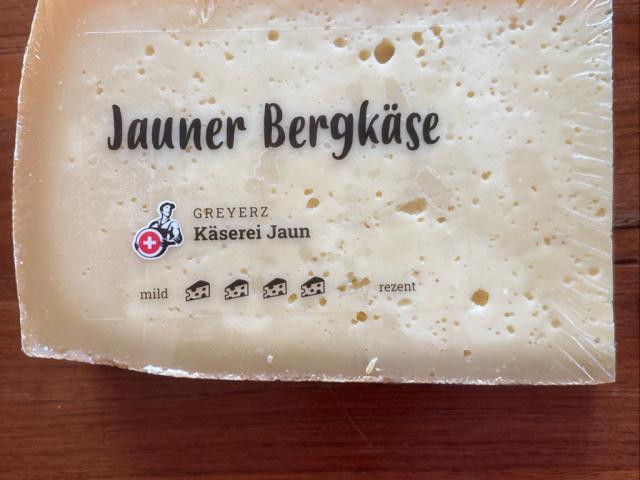 Jauner Bergkäse
GREYERZ
Käserei Jaun
mild
rezent